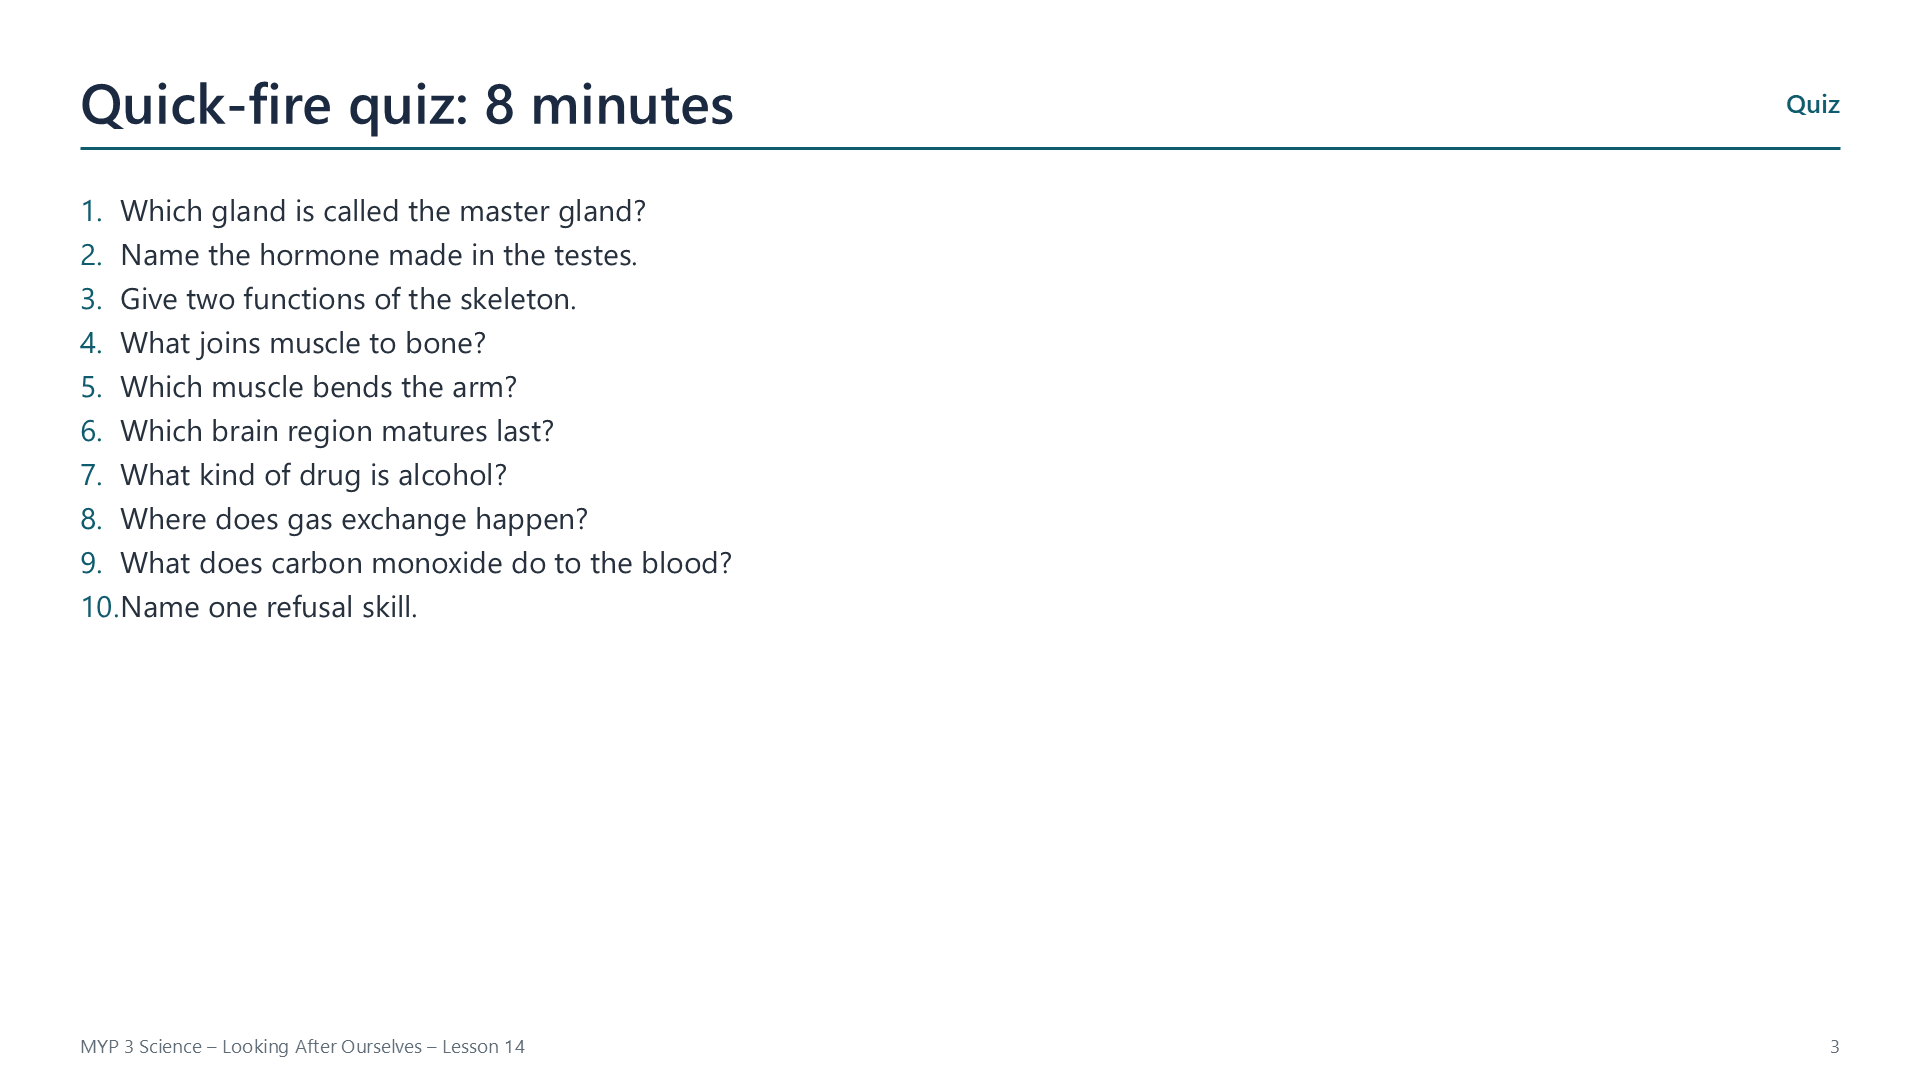 Quick-fire quiz: 8 minutes
Quiz
1. Which gland is called the master gland?
2. Name the hormone made in the testes.
3. Give two functions of the skeleton.
4. What joins muscle to bone?
5. Which muscle bends the arm?
6. Which brain region matures last?
7. What kind of drug is alcohol?
8. Where does gas exchange happen?
9. What does carbon monoxide do to the blood?
10. Name one refusal skill.
MYP 3 Science – Looking After Ourselves – Lesson 14
3